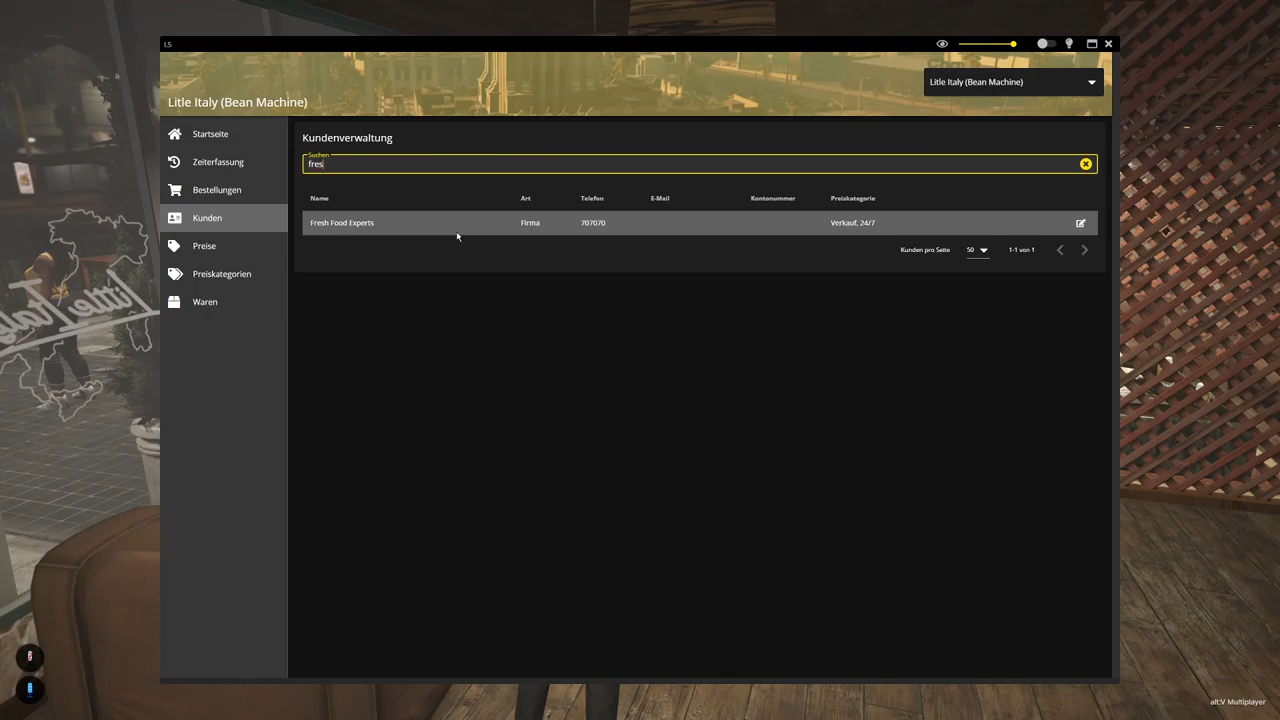 L5
Litle Italy (Bean Machine)
Litle Italy (Bean Machine)
Startseite
Zeiterfassung
Bestellungen
Kunden
Preise
Preiskategorien
Waren
Kundenverwaltung
Suchen
fres
Name Art Telefon E-Mail Kontonummer Preiskategorie
Fresh Food Experts Firma 707070 Verkauf, 24/7
Kunden pro Seite 50 1-1 von 1
alt:V Multiplayer